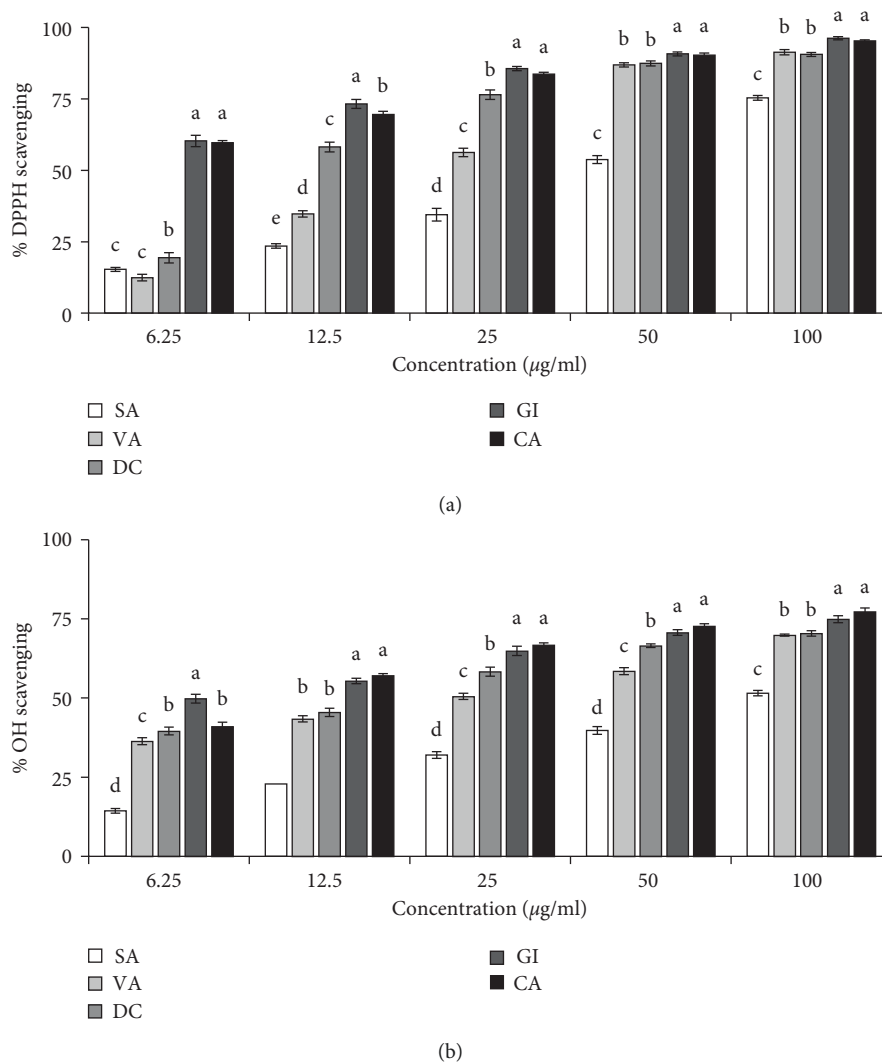 100
75
50
25
0
% DPPH scavenging
c c b a a
e d c a b
d c b a a
c b b a a
c b b a a
6.25 12.5 25 50 100
Concentration (μg/ml)
SA GI
VA CA
DC
(a)
100
75
50
25
0
% OH scavenging
d c b a b
b b a a
d c b a a
d c b a a
c b b a a
6.25 12.5 25 50 100
Concentration (μg/ml)
SA GI
VA CA
DC
(b)